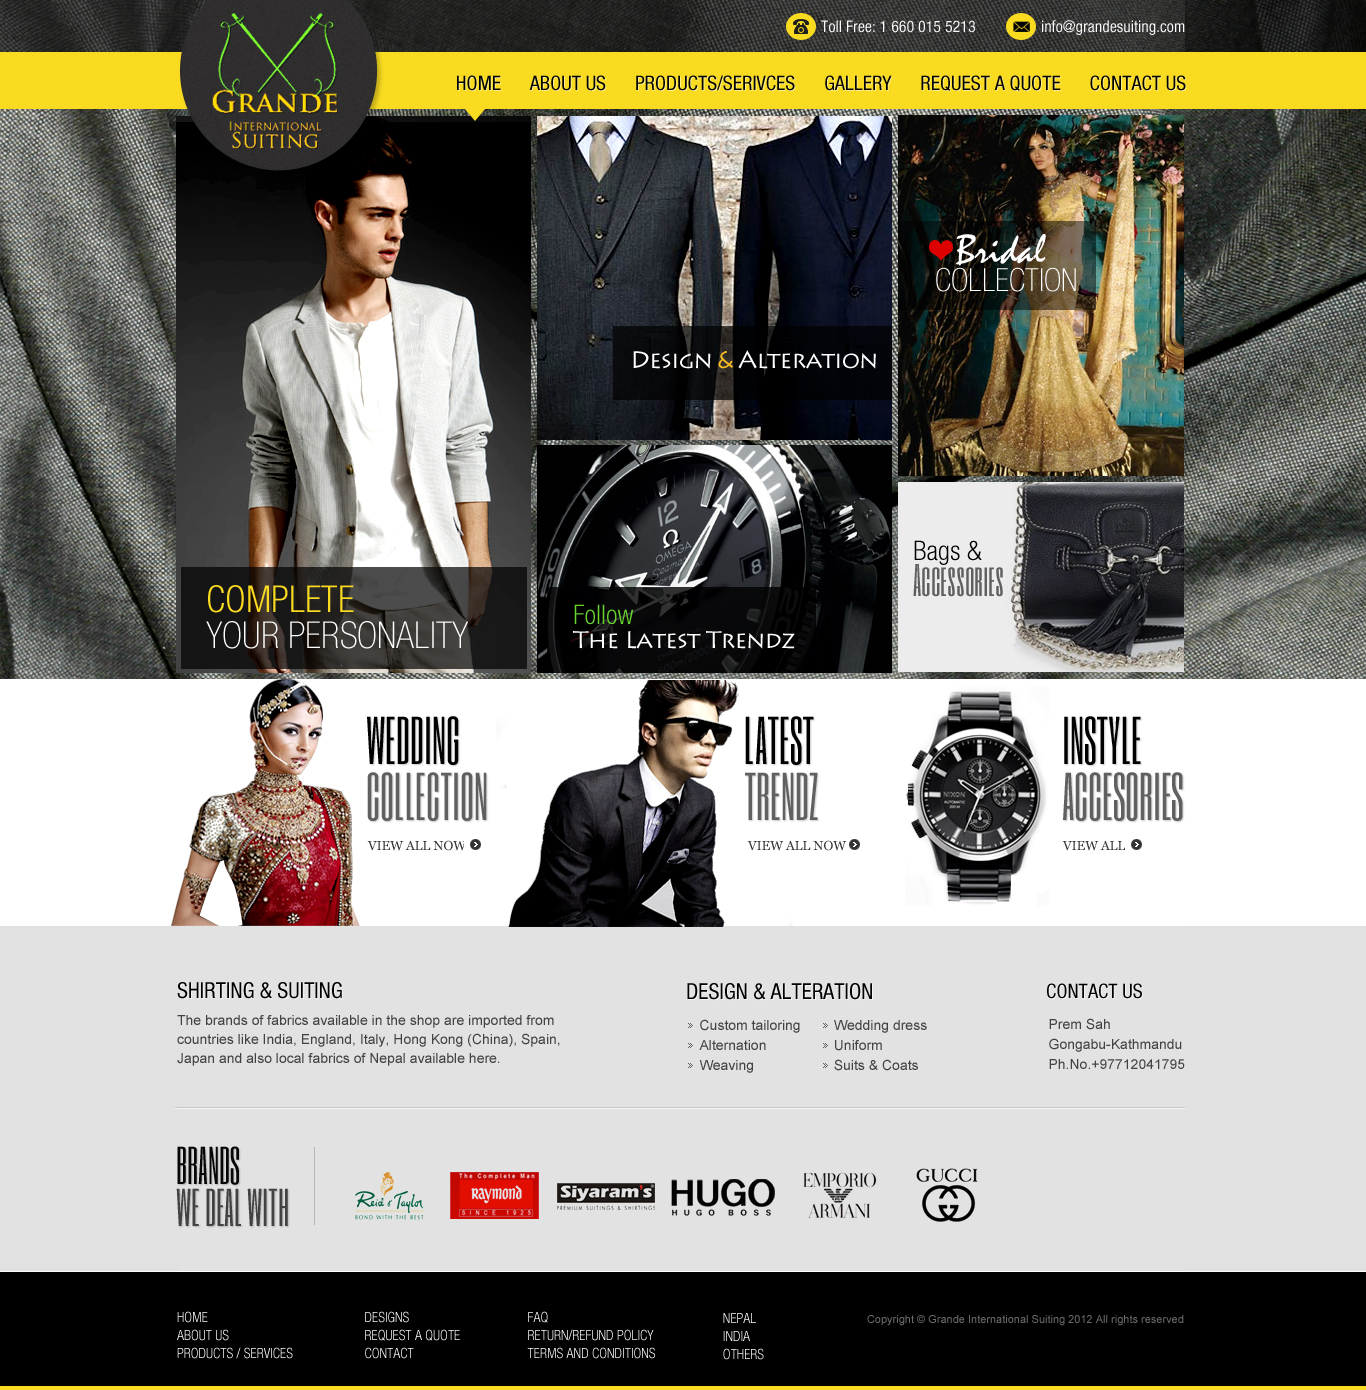 Toll Free: 1 660 015 5213
info@grandesuiting.com
GRANDE
INTERNATIONAL
SUITING
HOME
ABOUT US
PRODUCTS/SERIVCES
GALLERY
REQUEST A QUOTE
CONTACT US
COMPLETE
YOUR PERSONALITY
DESIGN & ALTERATION
12
Ω
OMEGA
8
Follow
THE LATEST TRENDZ
Bridal
COLLECTION
Bags &
ACCESSORIES
WEDDING
COLLECTION
VIEW ALL NOW
LATEST
TRENDZ
VIEW ALL NOW
NIXON
AUTOMATIC
INSTYLE
ACCESORIES
VIEW ALL
SHIRTING & SUITING
The brands of fabrics available in the shop are imported from
countries like India, England, Italy, Hong Kong (China), Spain,
Japan and also local fabrics of Nepal available here.
DESIGN & ALTERATION
Custom tailoring
Alternation
Weaving
Wedding dress
Uniform
Suits & Coats
CONTACT US
Prem Sah
Gongabu-Kathmandu
Ph.No.+97712041795
BRANDS
WE DEAL WITH
Reid & Taylor
BOND WITH THE BEST
The Complete Man
Raymond
SINCE 1925
Siyaram's
PREMIUM SUITINGS & SHIRTINGS
HUGO
HUGO BOSS
EMPORIO
ARMANI
GUCCI
HOME
ABOUT US
PRODUCTS / SERVICES
DESIGNS
REQUEST A QUOTE
CONTACT
FAQ
RETURN/REFUND POLICY
TERMS AND CONDITIONS
NEPAL
INDIA
OTHERS
Copyright © Grande International Suiting 2012 All rights reserved